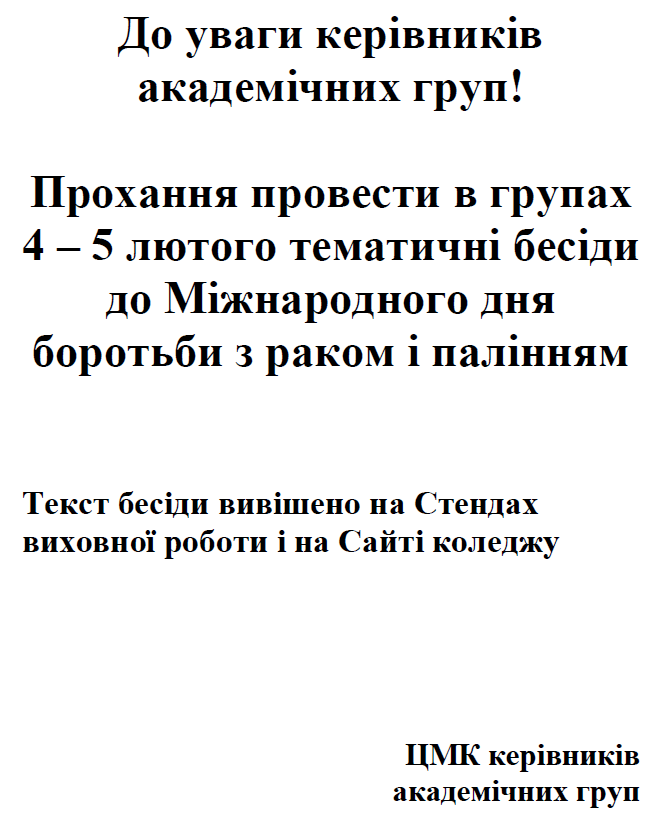 До уваги керівників
академічних груп!
Прохання провести в групах
4 – 5 лютого тематичні бесіди
до Міжнародного дня
боротьби з раком і палінням
Текст бесіди вивішено на Стендах
виховної роботи і на Сайті коледжу
ЦМК керівників
академічних груп